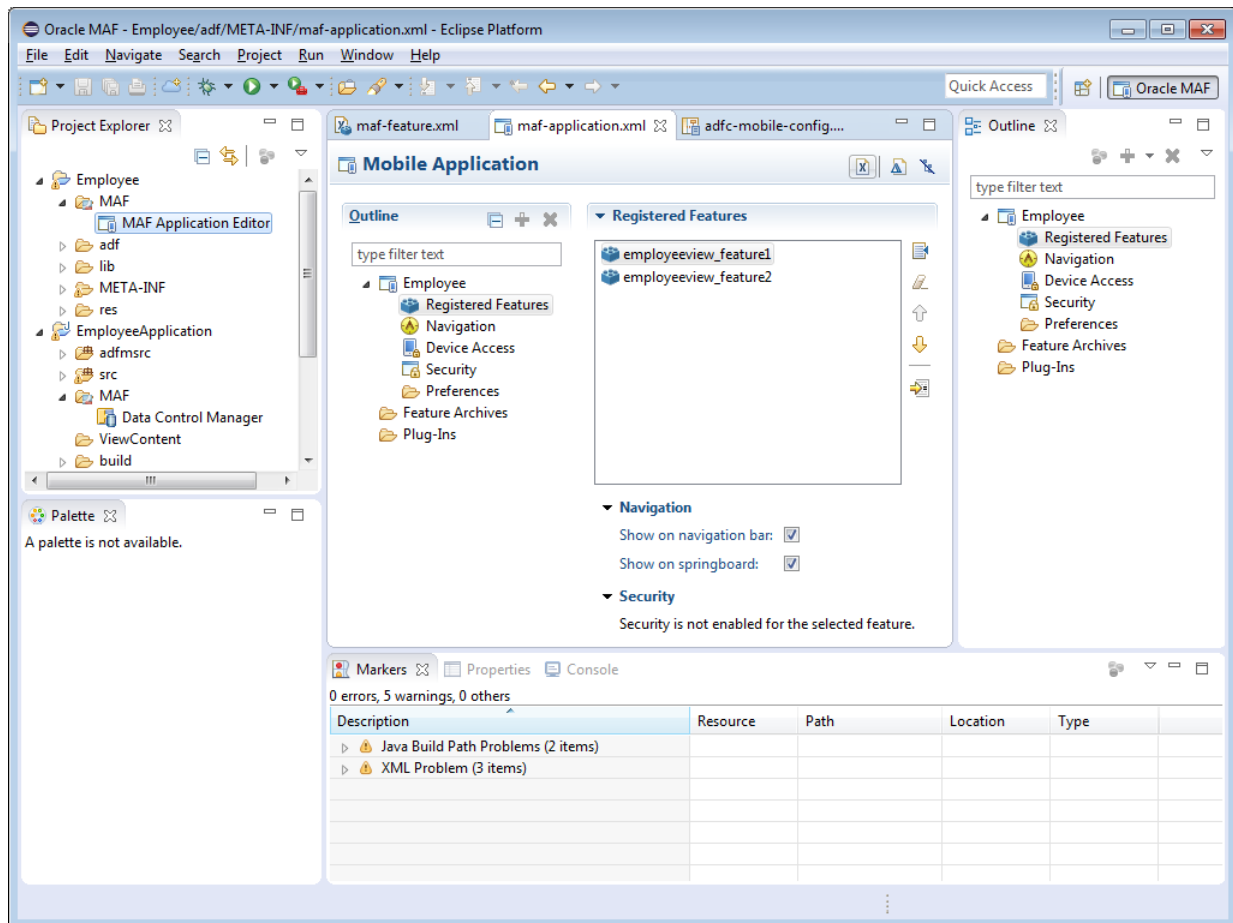 Oracle MAF - Employee/adf/META-INF/maf-application.xml - Eclipse Platform
File Edit Navigate Search Project Run Window Help
Quick Access
Oracle MAF
Project Explorer
Employee
MAF
MAF Application Editor
adf
lib
META-INF
res
EmployeeApplication
adfmsrc
src
MAF
Data Control Manager
ViewContent
build
Palette
A palette is not available.
maf-feature.xml
maf-application.xml
adfc-mobile-config....
Mobile Application
Outline
type filter text
Employee
Registered Features
Navigation
Device Access
Security
Preferences
Feature Archives
Plug-Ins
Registered Features
employeeview_feature1
employeeview_feature2
Navigation
Show on navigation bar:
Show on springboard:
Security
Security is not enabled for the selected feature.
Outline
type filter text
Employee
Registered Features
Navigation
Device Access
Security
Preferences
Feature Archives
Plug-Ins
Markers Properties Console
0 errors, 5 warnings, 0 others
Description Resource Path Location Type
Java Build Path Problems (2 items)
XML Problem (3 items)